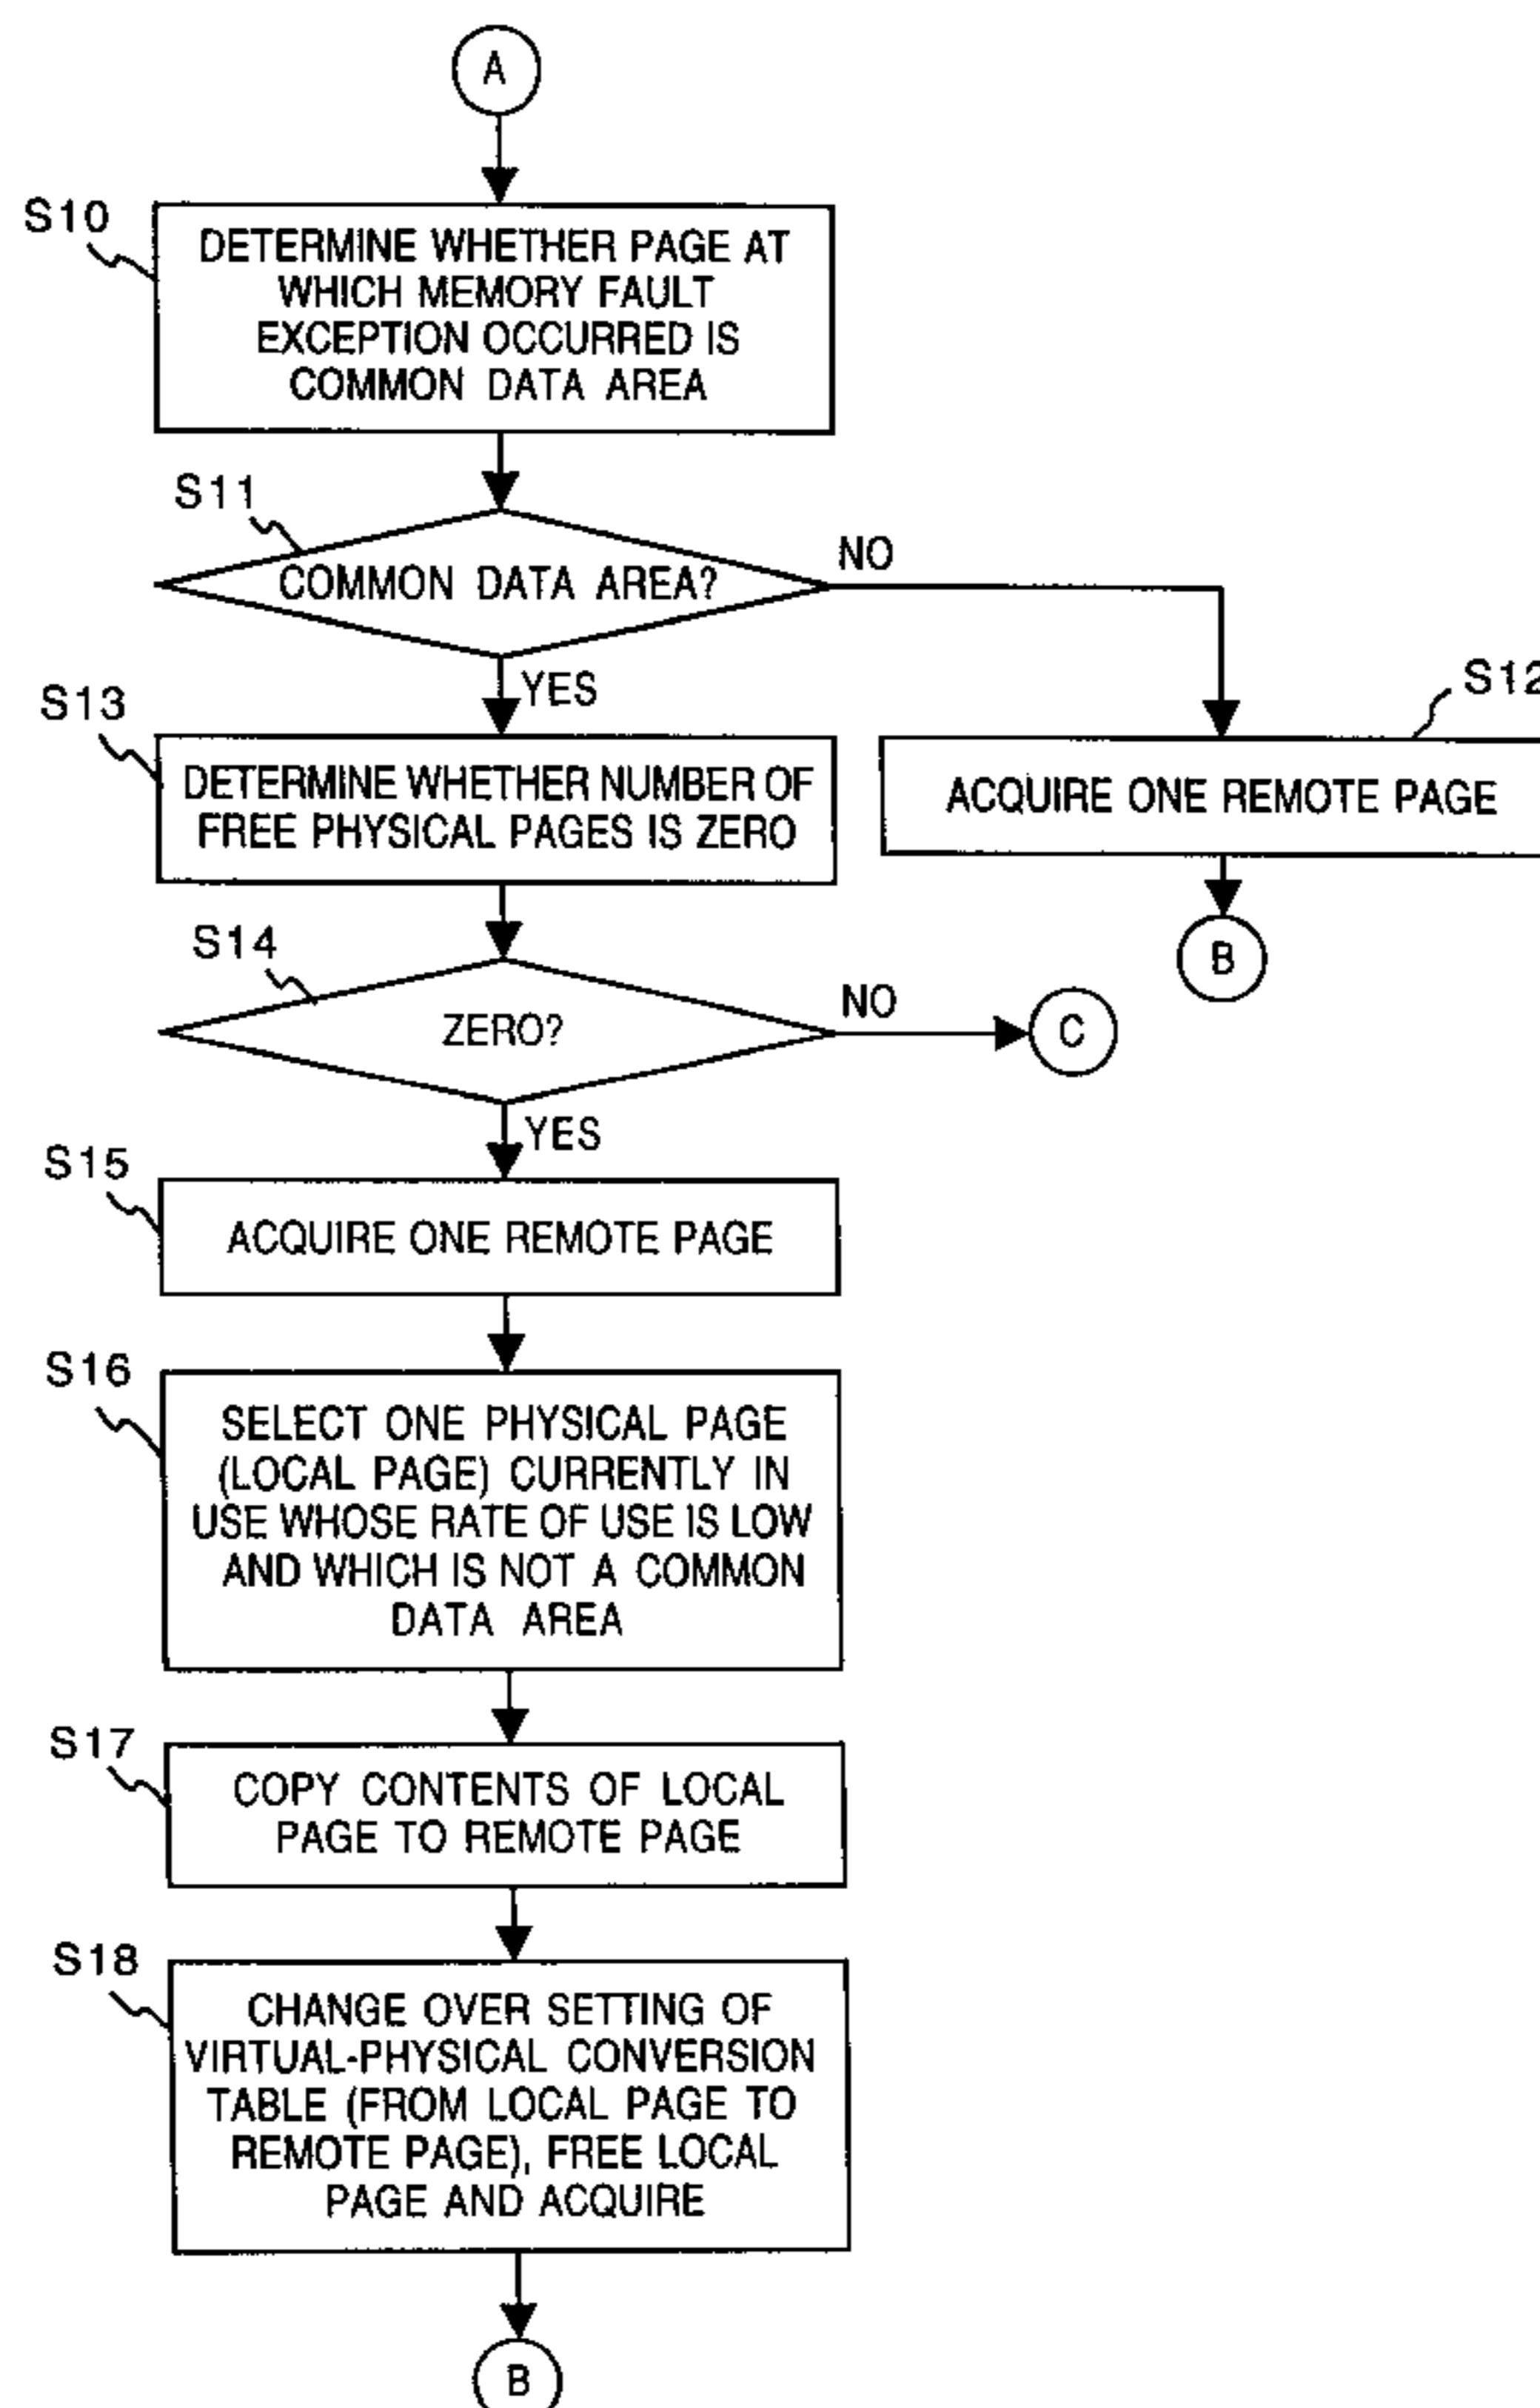 A
S10
DETERMINE WHETHER PAGE AT
WHICH MEMORY FAULT
EXCEPTION OCCURRED IS
COMMON DATA AREA
S11
COMMON DATA AREA?
NO
YES
S12
S13
DETERMINE WHETHER NUMBER OF
FREE PHYSICAL PAGES IS ZERO
ACQUIRE ONE REMOTE PAGE
B
S14
ZERO?
NO
C
YES
S15
ACQUIRE ONE REMOTE PAGE
S16
SELECT ONE PHYSICAL PAGE
(LOCAL PAGE) CURRENTLY IN
USE WHOSE RATE OF USE IS LOW
AND WHICH IS NOT A COMMON
DATA AREA
S17
COPY CONTENTS OF LOCAL
PAGE TO REMOTE PAGE
S18
CHANGE OVER SETTING OF
VIRTUAL-PHYSICAL CONVERSION
TABLE (FROM LOCAL PAGE TO
REMOTE PAGE), FREE LOCAL
PAGE AND ACQUIRE
B